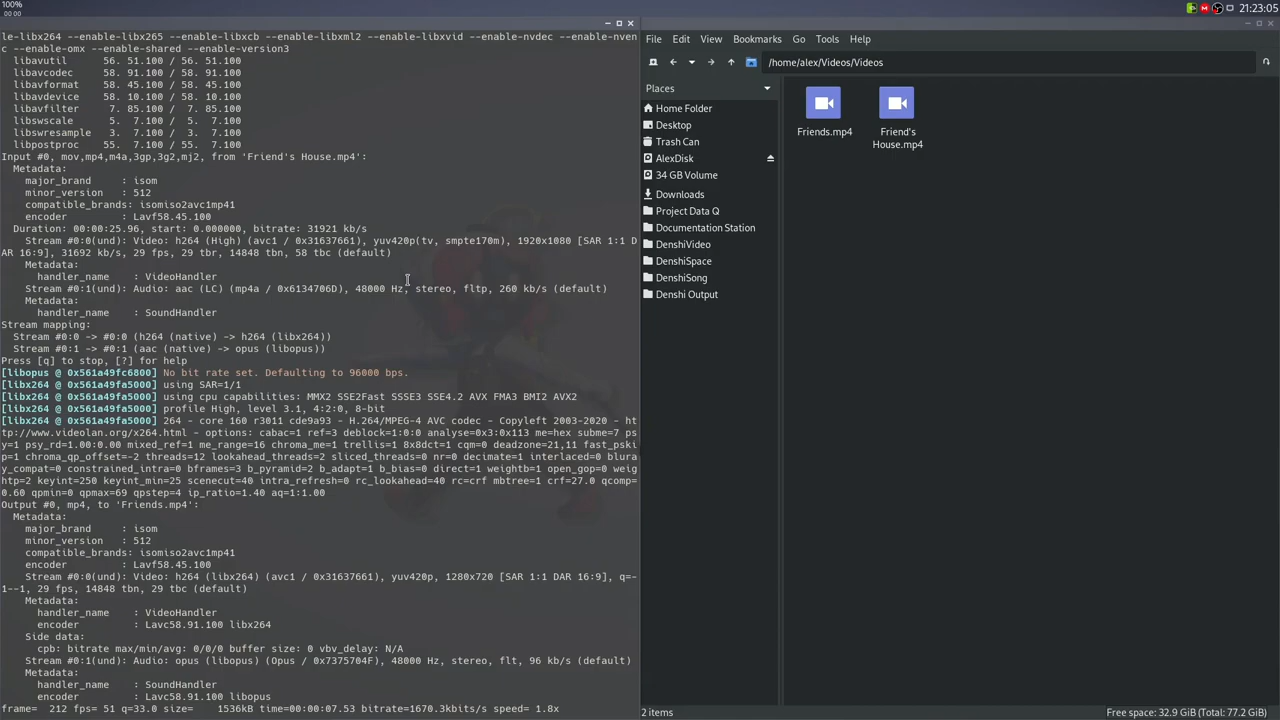 100%
00 00
21:23:05
le-libx264 --enable-libx265 --enable-libxcb --enable-libxml2 --enable-libxvid --enable-nvdec --enable-nven
c --enable-omx --enable-shared --enable-version3
libavutil 56. 51.100 / 56. 51.100
libavcodec 58. 91.100 / 58. 91.100
libavformat 58. 45.100 / 58. 45.100
libavdevice 58. 10.100 / 58. 10.100
libavfilter 7. 85.100 / 7. 85.100
libswscale 5. 7.100 / 5. 7.100
libswresample 3. 7.100 / 3. 7.100
libpostproc 55. 7.100 / 55. 7.100
Input #0, mov,mp4,m4a,3gp,3g2,mj2, from 'Friend's House.mp4':
Metadata:
major_brand : isom
minor_version : 512
compatible_brands: isomiso2avc1mp41
encoder : Lavf58.45.100
Duration: 00:00:25.96, start: 0.000000, bitrate: 31921 kb/s
Stream #0:0(und): Video: h264 (High) (avc1 / 0x31637661), yuv420p(tv, smpte170m), 1920x1080 [SAR 1:1 D
AR 16:9], 31692 kb/s, 29 fps, 29 tbr, 14848 tbn, 58 tbc (default)
Metadata:
handler_name : VideoHandler
Stream #0:1(und): Audio: aac (LC) (mp4a / 0x6134706D), 48000 Hz, stereo, fltp, 260 kb/s (default)
Metadata:
handler_name : SoundHandler
Stream mapping:
Stream #0:0 -> #0:0 (h264 (native) -> h264 (libx264))
Stream #0:1 -> #0:1 (aac (native) -> opus (libopus))
Press [q] to stop, [?] for help
[libopus @ 0x561a49fc6800] No bit rate set. Defaulting to 96000 bps.
[libx264 @ 0x561a49fa5000] using SAR=1/1
[libx264 @ 0x561a49fa5000] using cpu capabilities: MMX2 SSE2Fast SSSE3 SSE4.2 AVX FMA3 BMI2 AVX2
[libx264 @ 0x561a49fa5000] profile High, level 3.1, 4:2:0, 8-bit
[libx264 @ 0x561a49fa5000] 264 - core 160 r3011 cde9a93 - H.264/MPEG-4 AVC codec - Copyleft 2003-2020 - ht
tp://www.videolan.org/x264.html - options: cabac=1 ref=3 deblock=1:0:0 analyse=0x3:0x113 me=hex subme=7 ps
y=1 psy_rd=1.00:0.00 mixed_ref=1 me_range=16 chroma_me=1 trellis=1 8x8dct=1 cqm=0 deadzone=21,11 fast_pski
p=1 chroma_qp_offset=-2 threads=12 lookahead_threads=2 sliced_threads=0 nr=0 decimate=1 interlaced=0 blura
y_compat=0 constrained_intra=0 bframes=3 b_pyramid=2 b_adapt=1 b_bias=0 direct=1 weightb=1 open_gop=0 weig
htp=2 keyint=250 keyint_min=25 scenecut=40 intra_refresh=0 rc_lookahead=40 rc=crf mbtree=1 crf=27.0 qcomp=
0.60 qpmin=0 qpmax=69 qpstep=4 ip_ratio=1.40 aq=1:1.00
Output #0, mp4, to 'Friends.mp4':
Metadata:
major_brand : isom
minor_version : 512
compatible_brands: isomiso2avc1mp41
encoder : Lavf58.45.100
Stream #0:0(und): Video: h264 (libx264) (avc1 / 0x31637661), yuv420p, 1280x720 [SAR 1:1 DAR 16:9], q=-
1--1, 29 fps, 14848 tbn, 29 tbc (default)
Metadata:
handler_name : VideoHandler
encoder : Lavc58.91.100 libx264
Side data:
cpb: bitrate max/min/avg: 0/0/0 buffer size: 0 vbv_delay: N/A
Stream #0:1(und): Audio: opus (libopus) (Opus / 0x7375704F), 48000 Hz, stereo, flt, 96 kb/s (default)
Metadata:
handler_name : SoundHandler
encoder : Lavc58.91.100 libopus
frame= 212 fps= 51 q=33.0 size= 1536kB time=00:00:07.53 bitrate=1670.3kbits/s speed= 1.8x
File Edit View Bookmarks Go Tools Help
/home/alex/Videos/Videos
Places
Home Folder
Desktop
Trash Can
AlexDisk
34 GB Volume
Downloads
Project Data Q
Documentation Station
DenshiVideo
DenshiSpace
DenshiSong
Denshi Output
Friends.mp4
Friend's
House.mp4
2 items
Free space: 32.9 GiB (Total: 77.2 GiB)